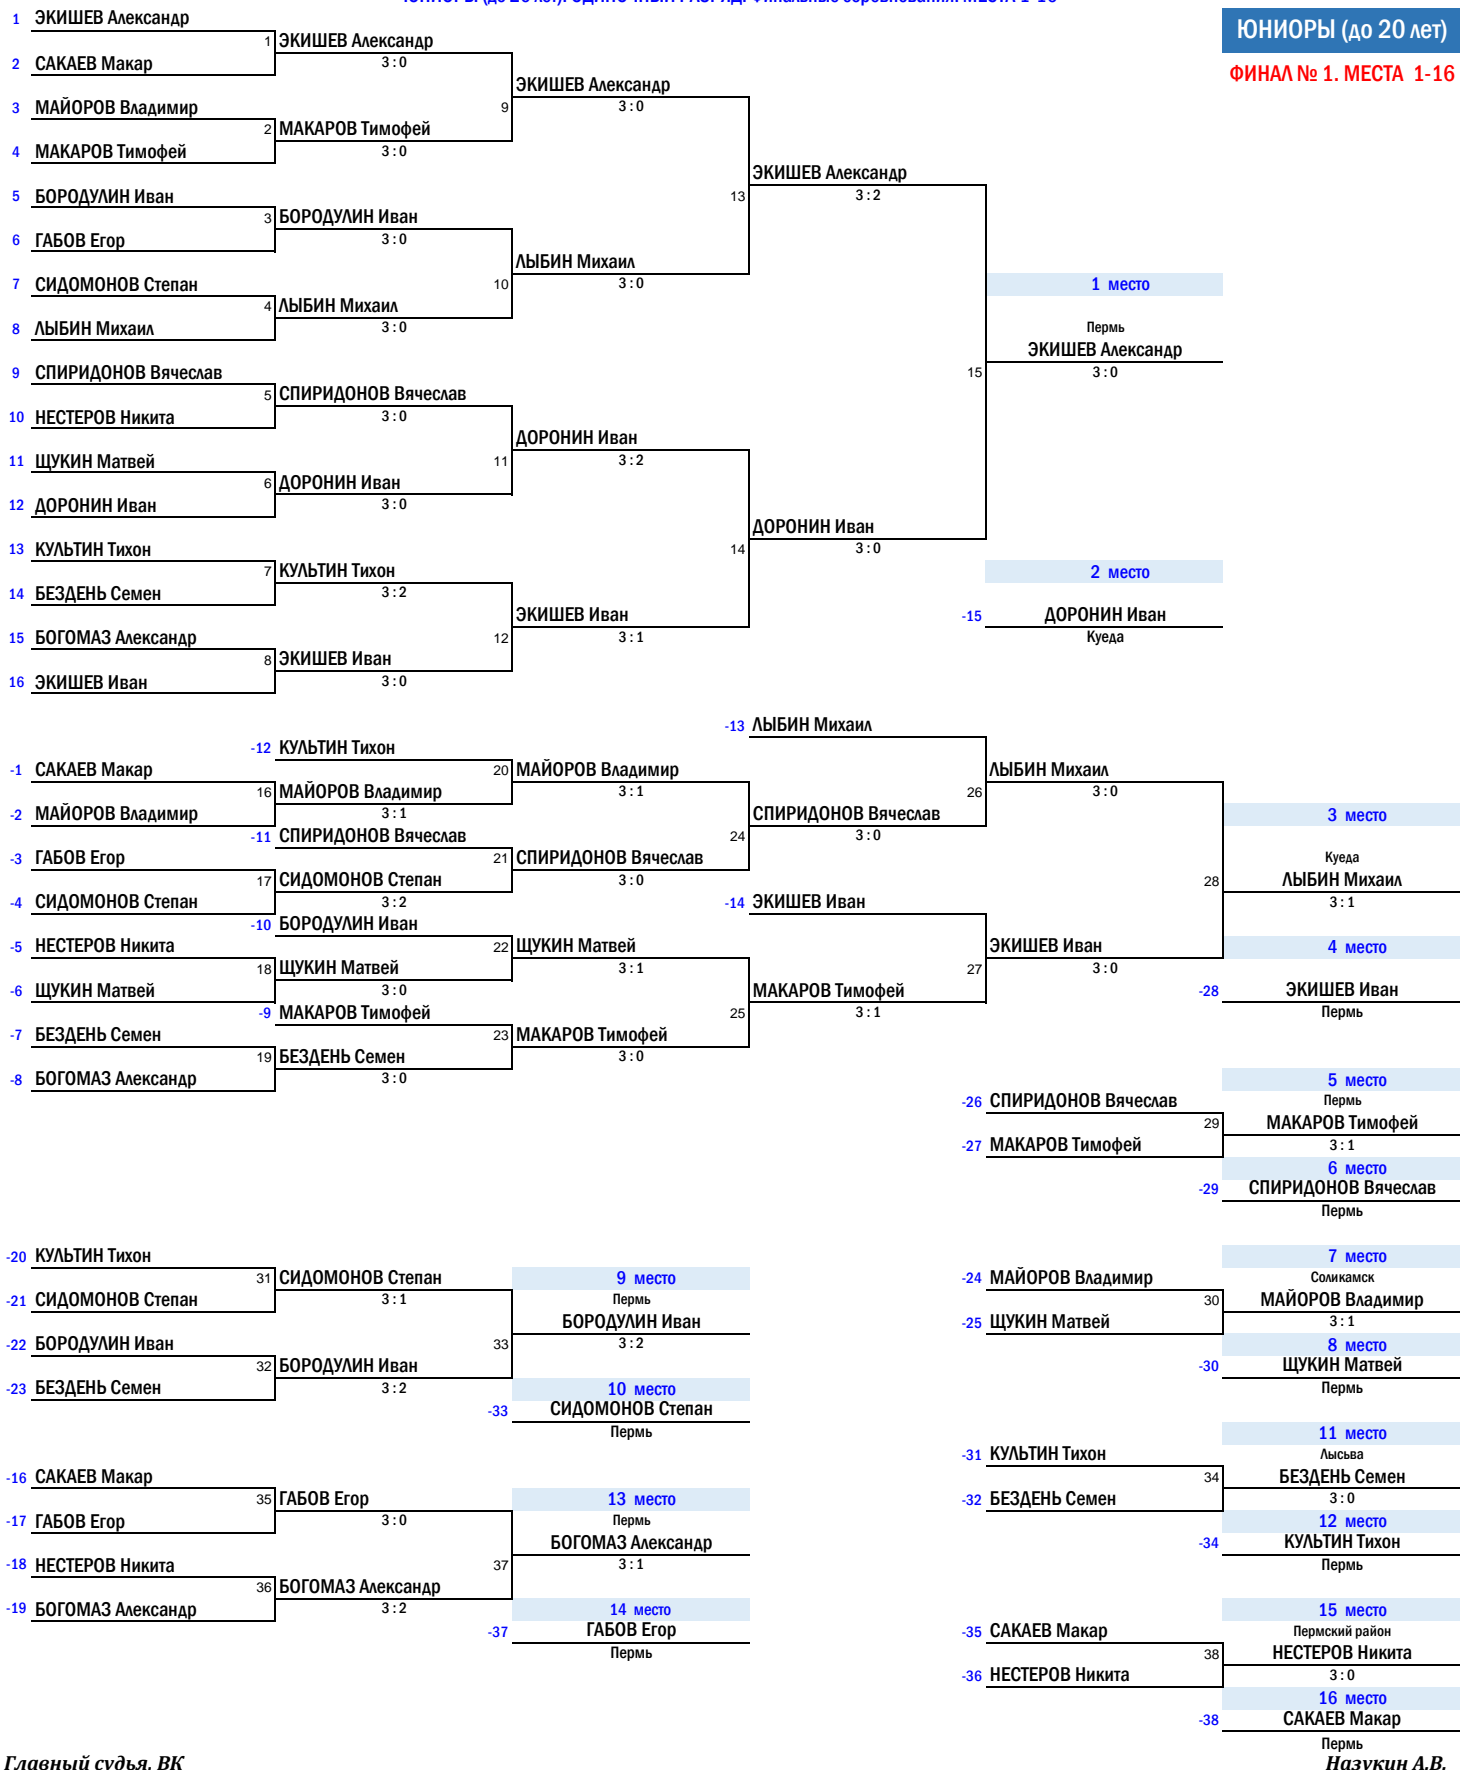 ЮНИОРЫ (до 20 лет). ОДИНОЧНЫЙ РАЗРЯД. Финальные соревнования. МЕСТА 1-16
ЮНИОРЫ (до 20 лет)
ФИНАЛ № 1. МЕСТА 1-16
1 ЭКИШЕВ Александр
1 ЭКИШЕВ Александр
3 : 0
2 САКАЕВ Макар
ЭКИШЕВ Александр
3 : 0
9
3 МАЙОРОВ Владимир
2 МАКАРОВ Тимофей
3 : 0
4 МАКАРОВ Тимофей
ЭКИШЕВ Александр
3 : 2
13
5 БОРОДУЛИН Иван
3 БОРОДУЛИН Иван
3 : 0
6 ГАБОВ Егор
ЛЫБИН Михаил
3 : 0
10
7 СИДОМОНОВ Степан
4 ЛЫБИН Михаил
3 : 0
8 ЛЫБИН Михаил
1 место
Пермь
ЭКИШЕВ Александр
3 : 0
15
9 СПИРИДОНОВ Вячеслав
5 СПИРИДОНОВ Вячеслав
3 : 0
10 НЕСТЕРОВ Никита
ДОРОНИН Иван
3 : 2
11
11 ЩУКИН Матвей
6 ДОРОНИН Иван
3 : 0
12 ДОРОНИН Иван
ДОРОНИН Иван
3 : 0
14
13 КУЛЬТИН Тихон
7 КУЛЬТИН Тихон
3 : 2
14 БЕЗДЕНЬ Семен
ЭКИШЕВ Иван
3 : 1
12
15 БОГОМАЗ Александр
8 ЭКИШЕВ Иван
3 : 0
16 ЭКИШЕВ Иван
2 место
-15 ДОРОНИН Иван
Куеда
-13 ЛЫБИН Михаил
-12 КУЛЬТИН Тихон
-1 САКАЕВ Макар
20 МАЙОРОВ Владимир
3 : 1
ЛЫБИН Михаил
3 : 0
26
16 МАЙОРОВ Владимир
3 : 1
-2 МАЙОРОВ Владимир
СПИРИДОНОВ Вячеслав
3 : 0
24
3 место
-11 СПИРИДОНОВ Вячеслав
-3 ГАБОВ Егор
21 СПИРИДОНОВ Вячеслав
3 : 0
Куеда
ЛЫБИН Михаил
3 : 1
28
17 СИДОМОНОВ Степан
3 : 2
-4 СИДОМОНОВ Степан
-14 ЭКИШЕВ Иван
-10 БОРОДУЛИН Иван
-5 НЕСТЕРОВ Никита
22 ЩУКИН Матвей
3 : 1
ЭКИШЕВ Иван
3 : 0
27
4 место
18 ЩУКИН Матвей
3 : 0
-6 ЩУКИН Матвей
МАКАРОВ Тимофей
3 : 1
25
-28 ЭКИШЕВ Иван
Пермь
-9 МАКАРОВ Тимофей
-7 БЕЗДЕНЬ Семен
23 МАКАРОВ Тимофей
3 : 0
19 БЕЗДЕНЬ Семен
3 : 0
-8 БОГОМАЗ Александр
5 место
Пермь
-26 СПИРИДОНОВ Вячеслав
29 МАКАРОВ Тимофей
3 : 1
-27 МАКАРОВ Тимофей
6 место
-29 СПИРИДОНОВ Вячеслав
Пермь
-20 КУЛЬТИН Тихон
31 СИДОМОНОВ Степан
3 : 1
-21 СИДОМОНОВ Степан
9 место
Пермь
БОРОДУЛИН Иван
3 : 2
33
-22 БОРОДУЛИН Иван
32 БОРОДУЛИН Иван
3 : 2
-23 БЕЗДЕНЬ Семен
10 место
-33 СИДОМОНОВ Степан
Пермь
7 место
Соликамск
-24 МАЙОРОВ Владимир
30 МАЙОРОВ Владимир
3 : 1
-25 ЩУКИН Матвей
8 место
-30 ЩУКИН Матвей
Пермь
11 место
Лысьва
-31 КУЛЬТИН Тихон
34 БЕЗДЕНЬ Семен
3 : 0
-32 БЕЗДЕНЬ Семен
12 место
-34 КУЛЬТИН Тихон
Пермь
-16 САКАЕВ Макар
35 ГАБОВ Егор
3 : 0
-17 ГАБОВ Егор
13 место
Пермь
БОГОМАЗ Александр
3 : 1
37
-18 НЕСТЕРОВ Никита
36 БОГОМАЗ Александр
3 : 2
-19 БОГОМАЗ Александр
14 место
-37 ГАБОВ Егор
Пермь
15 место
Пермский район
-35 САКАЕВ Макар
38 НЕСТЕРОВ Никита
3 : 0
-36 НЕСТЕРОВ Никита
16 место
-38 САКАЕВ Макар
Пермь
Главный судья, ВК
Назукин А.В.